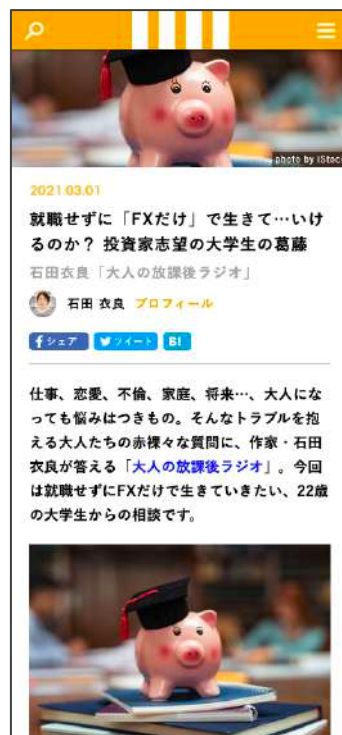 photo by iStock
2021.03.01
就職せずに「FXだけ」で生きて…いけ
るのか？ 投資家志望の大学生の葛藤
石田衣良「大人の放課後ラジオ」
石田 衣良 プロフィール
シェア ツイート B!
仕事、恋愛、不倫、家庭、将来…、大人にな
っても悩みはつきもの。そんなトラブルを抱
える大人たちの赤裸々な質問に、作家・石田
衣良が答える「大人の放課後ラジオ」。今回
は就職せずにFXだけで生きていきたい、22歳
の大学生からの相談です。